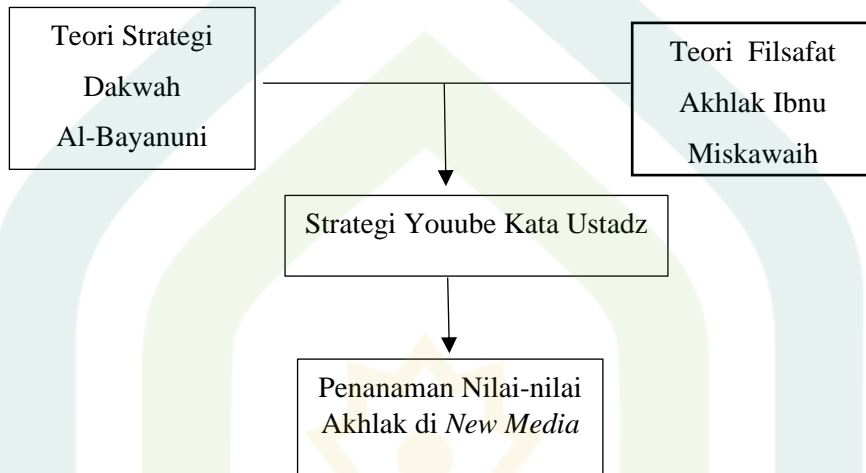 Teori Strategi
Dakwah
Al-Bayanuni
Teori Filsafat
Akhlak Ibnu
Miskawaih
Strategi Youube Kata Ustadz
Penanaman Nilai-nilai
Akhlak di New Media